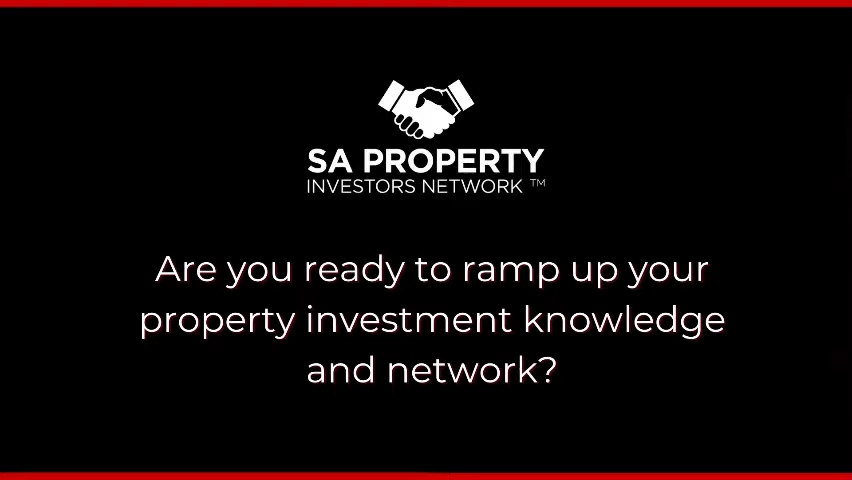 SA PROPERTY
INVESTORS NETWORK ™
Are you ready to ramp up your
property investment knowledge
and network?